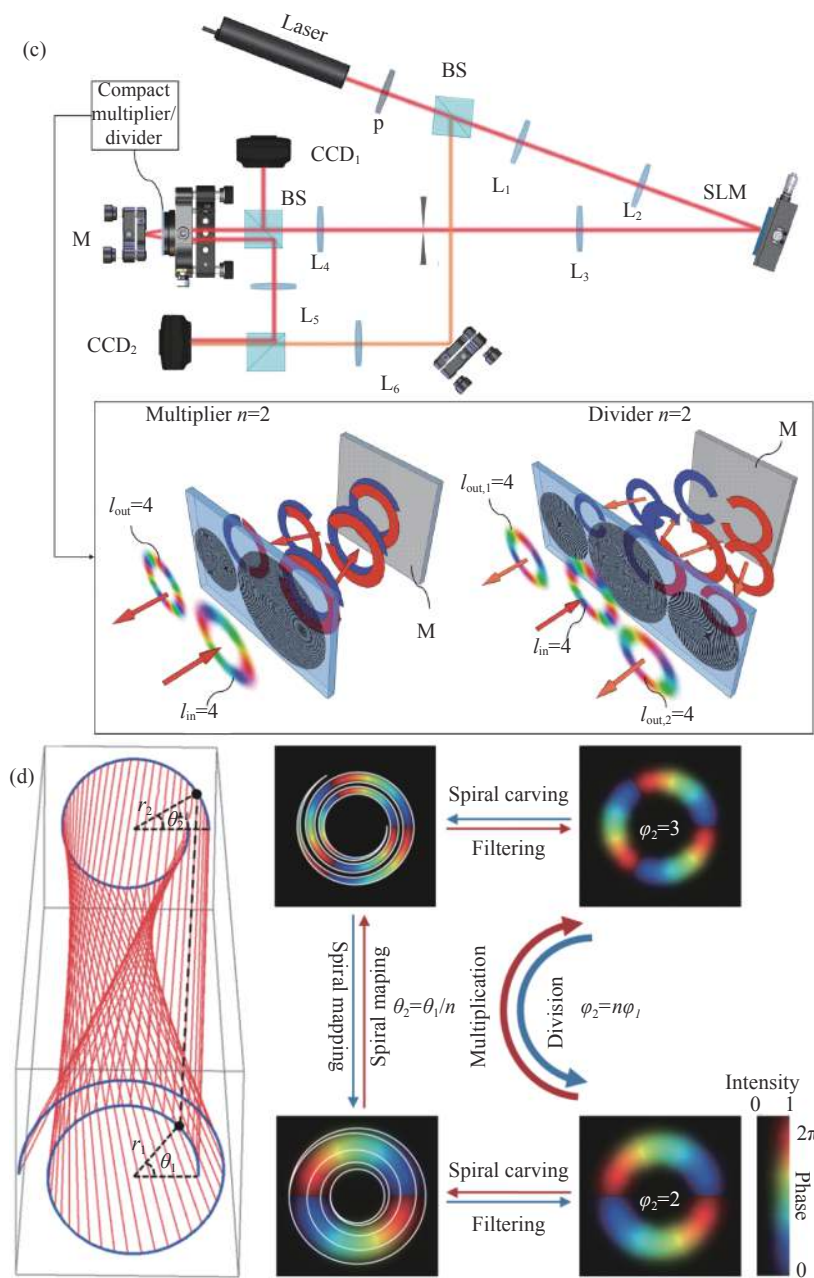 (c)
Laser
BS
p
L1
L2
SLM
Compact
multiplier/
divider
CCD1
BS
M
L4
L3
L5
CCD2
L6
Multiplier n=2
Divider n=2
M
lout=4
lout,1=4
M
lin=4
lin=4
lout,2=4
(d)
r2
θ2
r1
θ1
Spiral carving
Filtering
φ2=3
Spiral mapping
Spiral maping
θ2=θ1/n
Multiplication
Division
φ2=nφ1
Spiral carving
Filtering
φ2=2
Intensity
0 1
2π
Phase
0